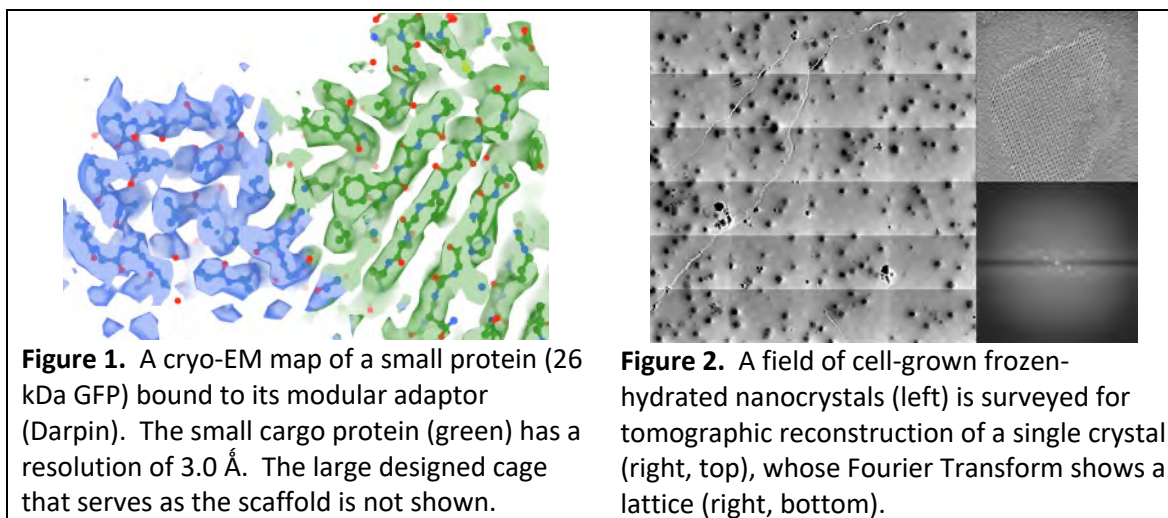 Figure 1. A cryo-EM map of a small protein (26
kDa GFP) bound to its modular adaptor
(Darpin). The small cargo protein (green) has a
resolution of 3.0 Å. The large designed cage
that serves as the scaffold is not shown.
Figure 2. A field of cell-grown frozen-
hydrated nanocrystals (left) is surveyed for
tomographic reconstruction of a single crystal
(right, top), whose Fourier Transform shows a
lattice (right, bottom).